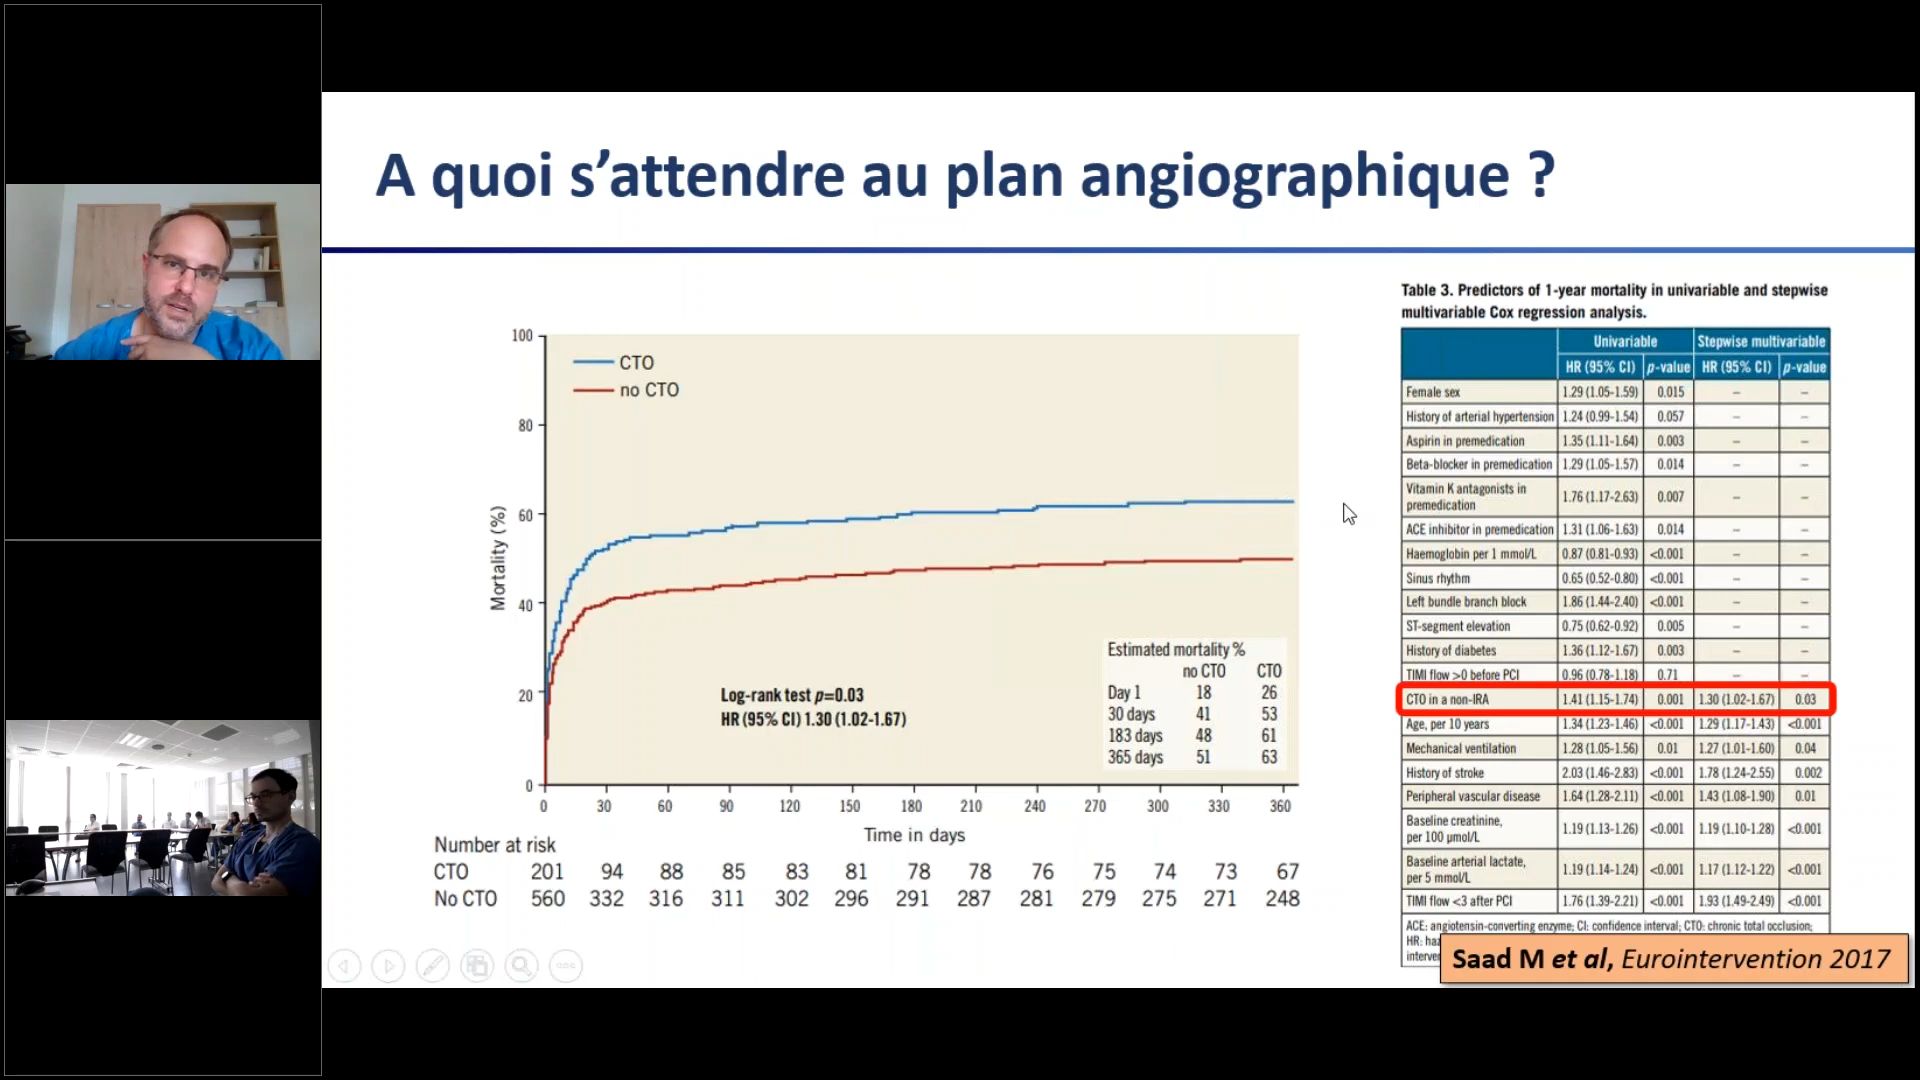 A quoi s’attendre au plan angiographique ?
100
80
60
40
20
0
Mortality (%)
CTO
no CTO
Log-rank test p=0.03
HR (95% CI) 1.30 (1.02-1.67)
Estimated mortality %
no CTO CTO
Day 1 18 26
30 days 41 53
183 days 48 61
365 days 51 63
0 30 60 90 120 150 180 210 240 270 300 330 360
Time in days
Number at risk
CTO 201 94 88 85 83 81 78 78 76 75 74 73 67
No CTO 560 332 316 311 302 296 291 287 281 279 275 271 248
Table 3. Predictors of 1-year mortality in univariable and stepwise
multivariable Cox regression analysis.
Univariable Stepwise multivariable
HR (95% CI) p-value HR (95% CI) p-value
Female sex 1.29 (1.05-1.59) 0.015 – –
History of arterial hypertension 1.24 (0.99-1.54) 0.057 – –
Aspirin in premedication 1.35 (1.11-1.64) 0.003 – –
Beta-blocker in premedication 1.29 (1.05-1.57) 0.014 – –
Vitamin K antagonists in
premedication 1.76 (1.17-2.63) 0.007 – –
ACE inhibitor in premedication 1.31 (1.06-1.63) 0.014 – –
Haemoglobin per 1 mmol/L 0.87 (0.81-0.93) <0.001 – –
Sinus rhythm 0.65 (0.52-0.80) <0.001 – –
Left bundle branch block 1.86 (1.44-2.40) <0.001 – –
ST-segment elevation 0.75 (0.62-0.92) 0.005 – –
History of diabetes 1.36 (1.12-1.67) 0.003 – –
TIMI flow >0 before PCI 0.96 (0.78-1.18) 0.71 – –
CTO in a non-IRA 1.41 (1.15-1.74) 0.001 1.30 (1.02-1.67) 0.03
Age, per 10 years 1.34 (1.23-1.46) <0.001 1.29 (1.17-1.43) <0.001
Mechanical ventilation 1.28 (1.05-1.56) 0.01 1.27 (1.01-1.60) 0.04
History of stroke 2.03 (1.46-2.83) <0.001 1.78 (1.24-2.55) 0.002
Peripheral vascular disease 1.64 (1.28-2.11) <0.001 1.43 (1.08-1.90) 0.01
Baseline creatinine,
per 100 µmol/L 1.19 (1.13-1.26) <0.001 1.19 (1.10-1.28) <0.001
Baseline arterial lactate,
per 5 mmol/L 1.19 (1.14-1.24) <0.001 1.17 (1.12-1.22) <0.001
TIMI flow <3 after PCI 1.76 (1.39-2.21) <0.001 1.93 (1.49-2.49) <0.001
ACE: angiotensin-converting enzyme; CI: confidence interval; CTO: chronic total occlusion;
HR:
Saad M et al, Eurointervention 2017